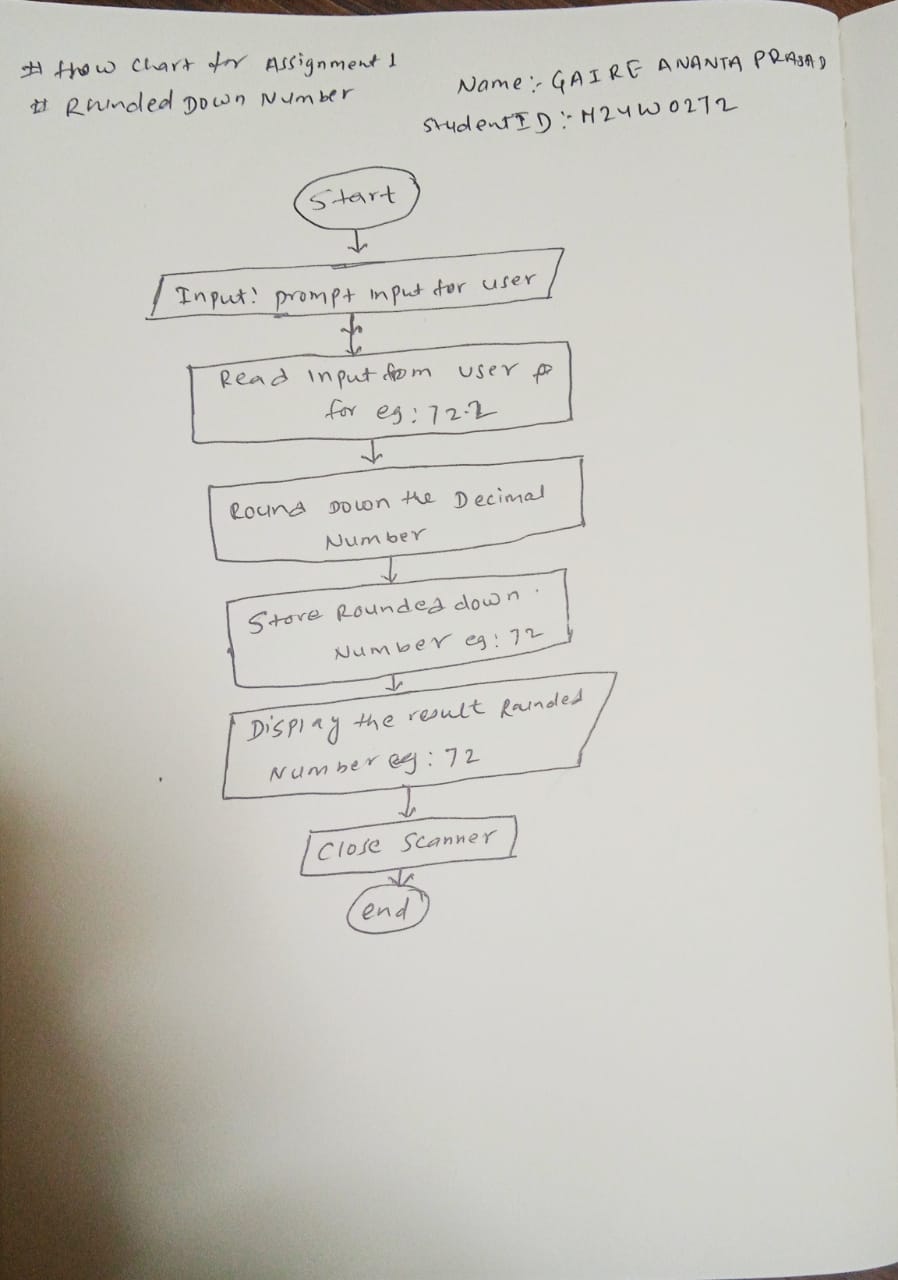 # flow chart for Assignment 1
# Rounded Down Number
Name:- GAIRE ANANTA PRASAD
StudentID:- M24W0272
Start
Input: prompt input for user
Read input from user
for eg: 72.2
Round Down the Decimal
Number
Store Rounded down
Number eg: 72
Display the result Rounded
Number eg: 72
Close Scanner
end